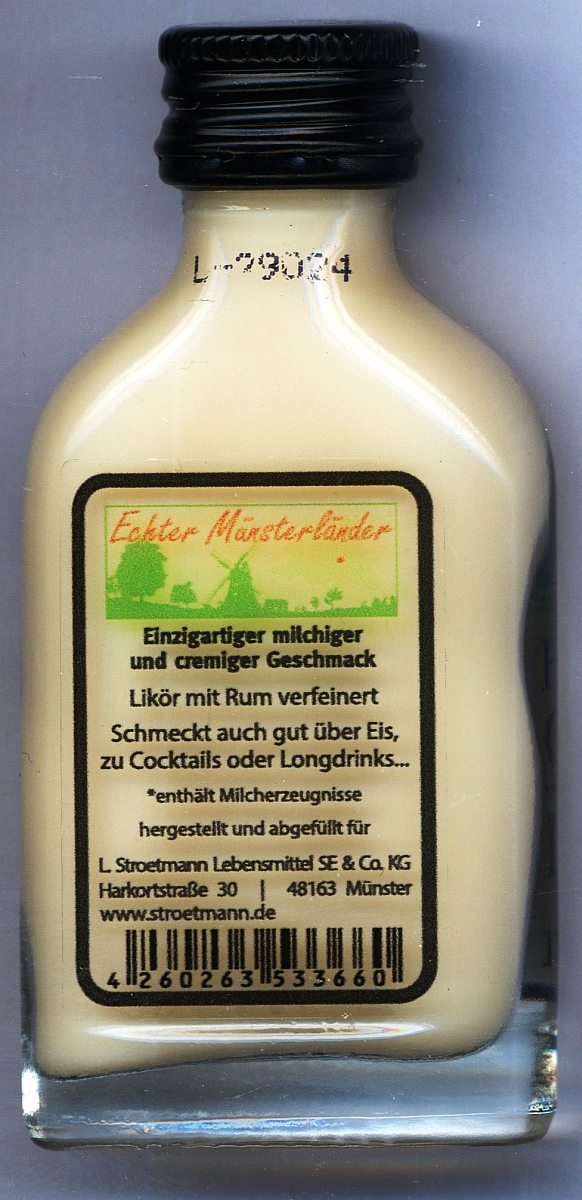 L-29024
Echter Münsterländer
Einzigartiger milchiger
und cremiger Geschmack
Likör mit Rum verfeinert
Schmeckt auch gut über Eis,
zu Cocktails oder Longdrinks...
*enthält Milcherzeugnisse
hergestellt und abgefüllt für
L. Stroetmann Lebensmittel SE & Co. KG
Harkortstraße 30 | 48163 Münster
www.stroetmann.de
4 260263 533660